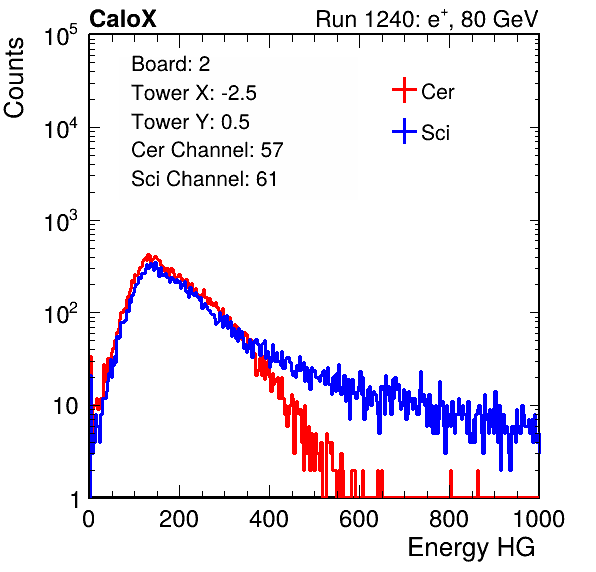 CaloX Run 1240: e⁺, 80 GeV
Counts
Board: 2
Tower X: -2.5
Tower Y: 0.5
Cer Channel: 57
Sci Channel: 61
Cer
Sci
10⁵
10⁴
10³
10²
10
1
0 200 400 600 800 1000
Energy HG